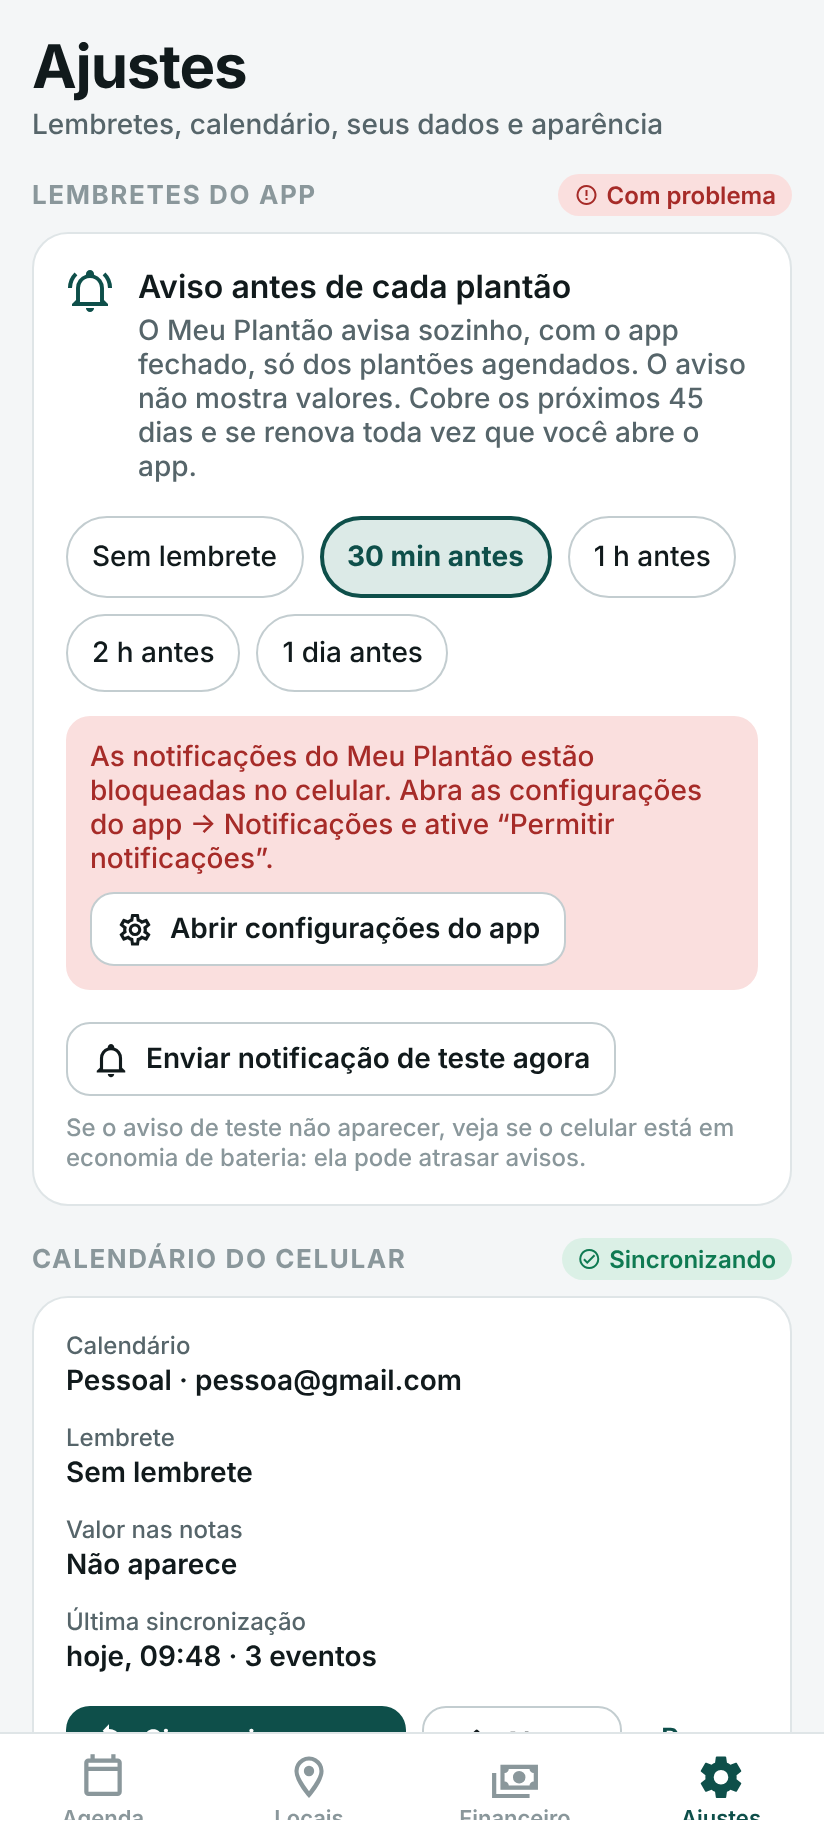 Ajustes
Lembretes, calendário, seus dados e aparência
LEMBRETES DO APP
Com problema
Aviso antes de cada plantão
O Meu Plantão avisa sozinho, com o app
fechado, só dos plantões agendados. O aviso
não mostra valores. Cobre os próximos 45
dias e se renova toda vez que você abre o
app.
Sem lembrete
30 min antes
1 h antes
2 h antes
1 dia antes
As notificações do Meu Plantão estão
bloqueadas no celular. Abra as configurações
do app → Notificações e ative “Permitir
notificações”.
Abrir configurações do app
Enviar notificação de teste agora
Se o aviso de teste não aparecer, veja se o celular está em
economia de bateria: ela pode atrasar avisos.
CALENDÁRIO DO CELULAR
Sincronizando
Calendário
Pessoal · pessoa@gmail.com
Lembrete
Sem lembrete
Valor nas notas
Não aparece
Última sincronização
hoje, 09:48 · 3 eventos
Agenda
Locais
Financeiro
Ajustes